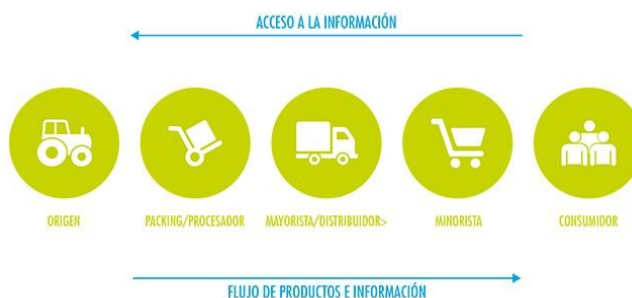 ACCESO A LA INFORMACIÓN
ORIGEN
PACKING/PROCESADOR
MAYORISTA/DISTRIBUIDOR>
MINORISTA
CONSUMIDOR
FLUJO DE PRODUCTOS E INFORMACIÓN